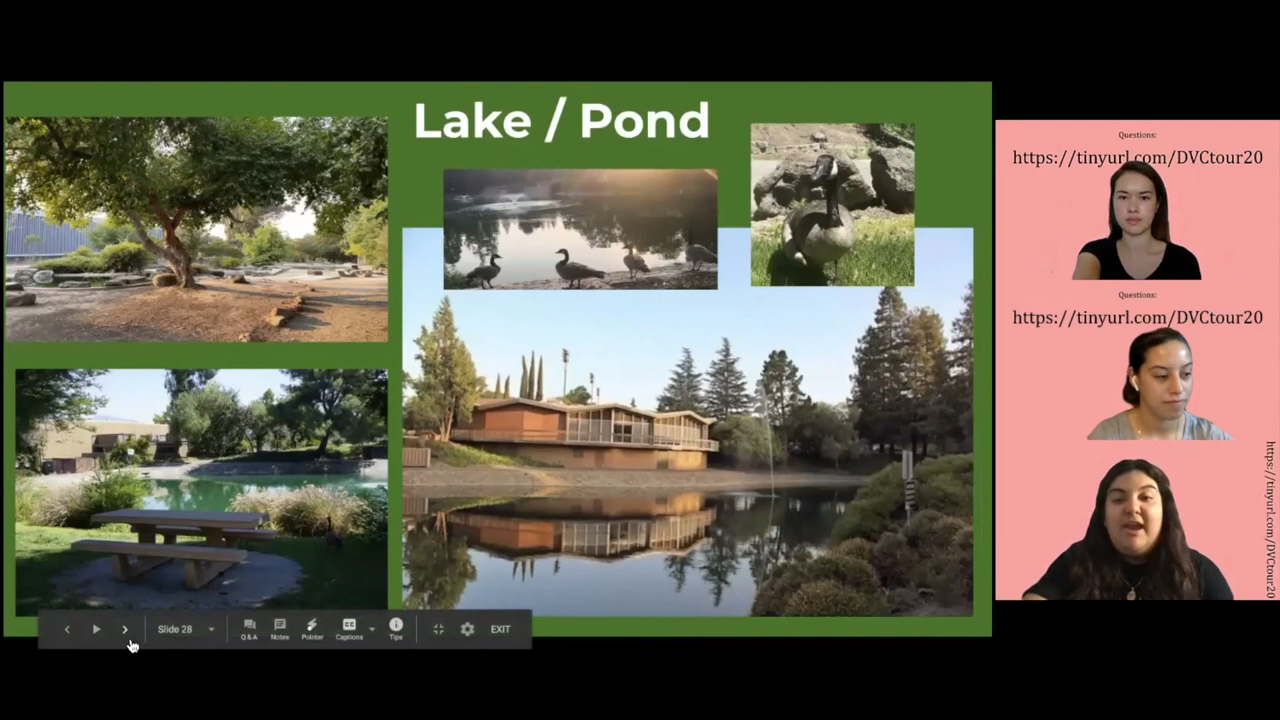 Lake / Pond
Questions:
https://tinyurl.com/DVCtour20
Questions:
https://tinyurl.com/DVCtour20
https://tinyurl.com/DVCtour20
Slide 28
Q&A
Notes
Pointer
CC
Captions
Tips
EXIT